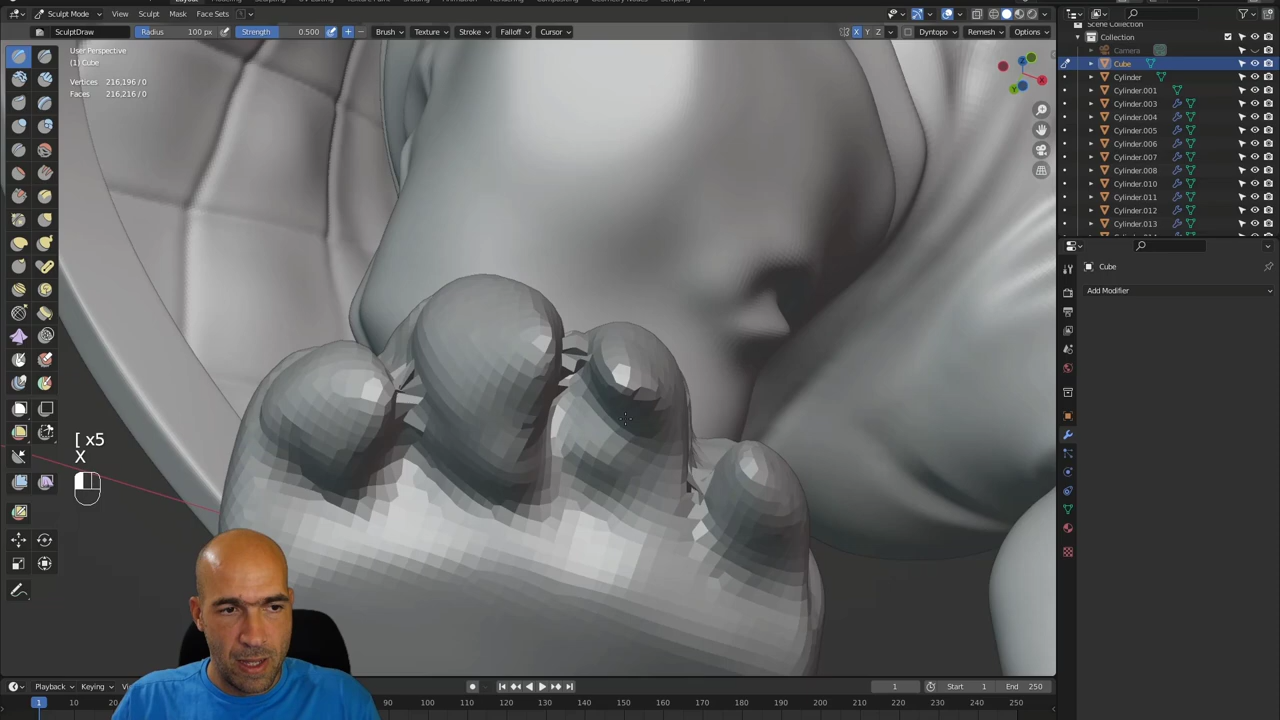 Sculpt Mode View Sculpt Mask Face Sets
SculptDraw Radius 100 px Strength 0.500 Brush Texture Stroke Falloff Cursor X Y Z Dyntopo Remesh Options
User Perspective
(1) Cube
Vertices 216,196 / 0
Faces 216,216 / 0
[ x5
X
X
Y
Z
Scene Collection
Collection
Camera
Cube
Cylinder
Cylinder.001
Cylinder.003
Cylinder.004
Cylinder.005
Cylinder.006
Cylinder.007
Cylinder.008
Cylinder.010
Cylinder.011
Cylinder.012
Cylinder.013
Cube
Add Modifier
Playback Keying 1 Start 1 End 250
1 10 100 110 120 130 140 150 160 170 180 190 200 210 220 230 240 250